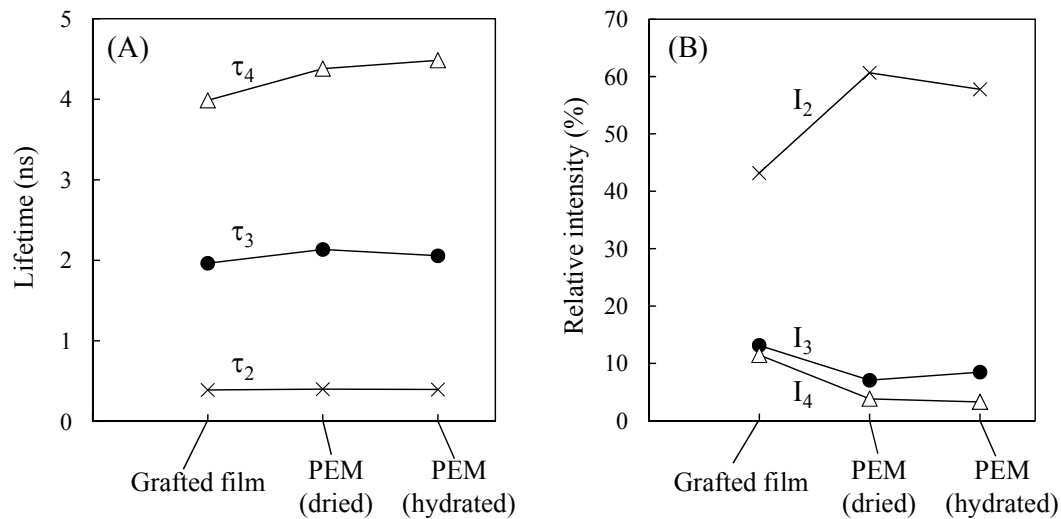 (A)
Lifetime (ns)
5
4
3
2
1
0
τ4
τ3
τ2
Grafted film
PEM
(dried)
PEM
(hydrated)
(B)
Relative intensity (%)
70
60
50
40
30
20
10
0
I2
I3
I4
Grafted film
PEM
(dried)
PEM
(hydrated)